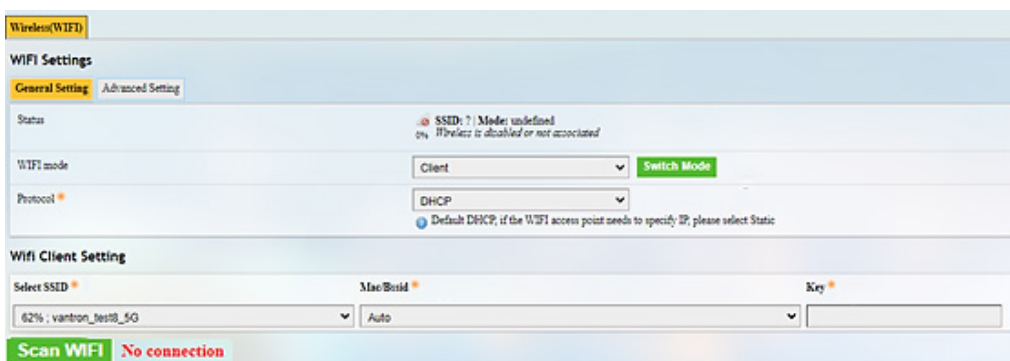 Wireless(WIFI)
WIFI Settings
General Setting Advanced Setting
Status SSID: ? | Mode: undefined
0% Wireless is disabled or not associated
WIFI mode Client Switch Mode
Protocol * DHCP
Default DHCP, if the WIFI access point needs to specify IP, please select Static
Wifi Client Setting
Select SSID * Mac/Bssid * Key *
62% ; vantron_test8_5G Auto
Scan WIFI No connection